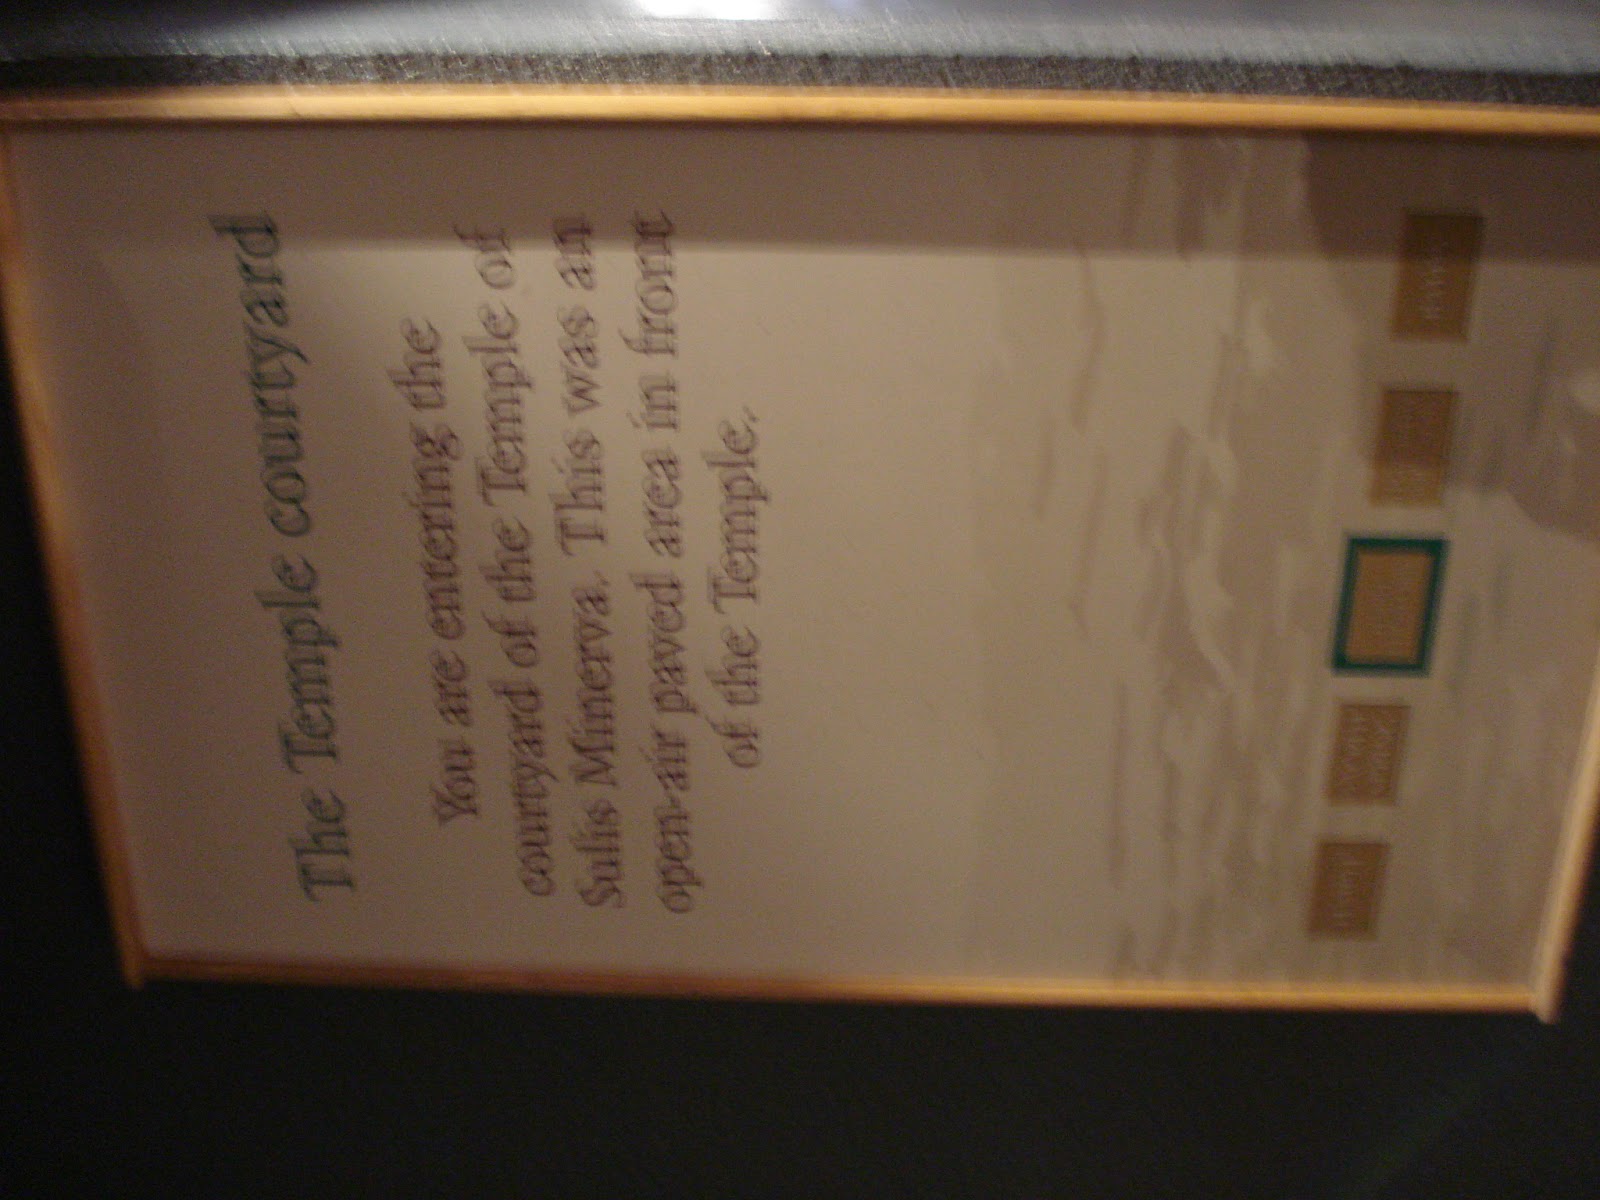 The Temple courtyard
You are entering the
courtyard of the Temple of
Sulis Minerva. This was an
open-air paved area in front
of the Temple.